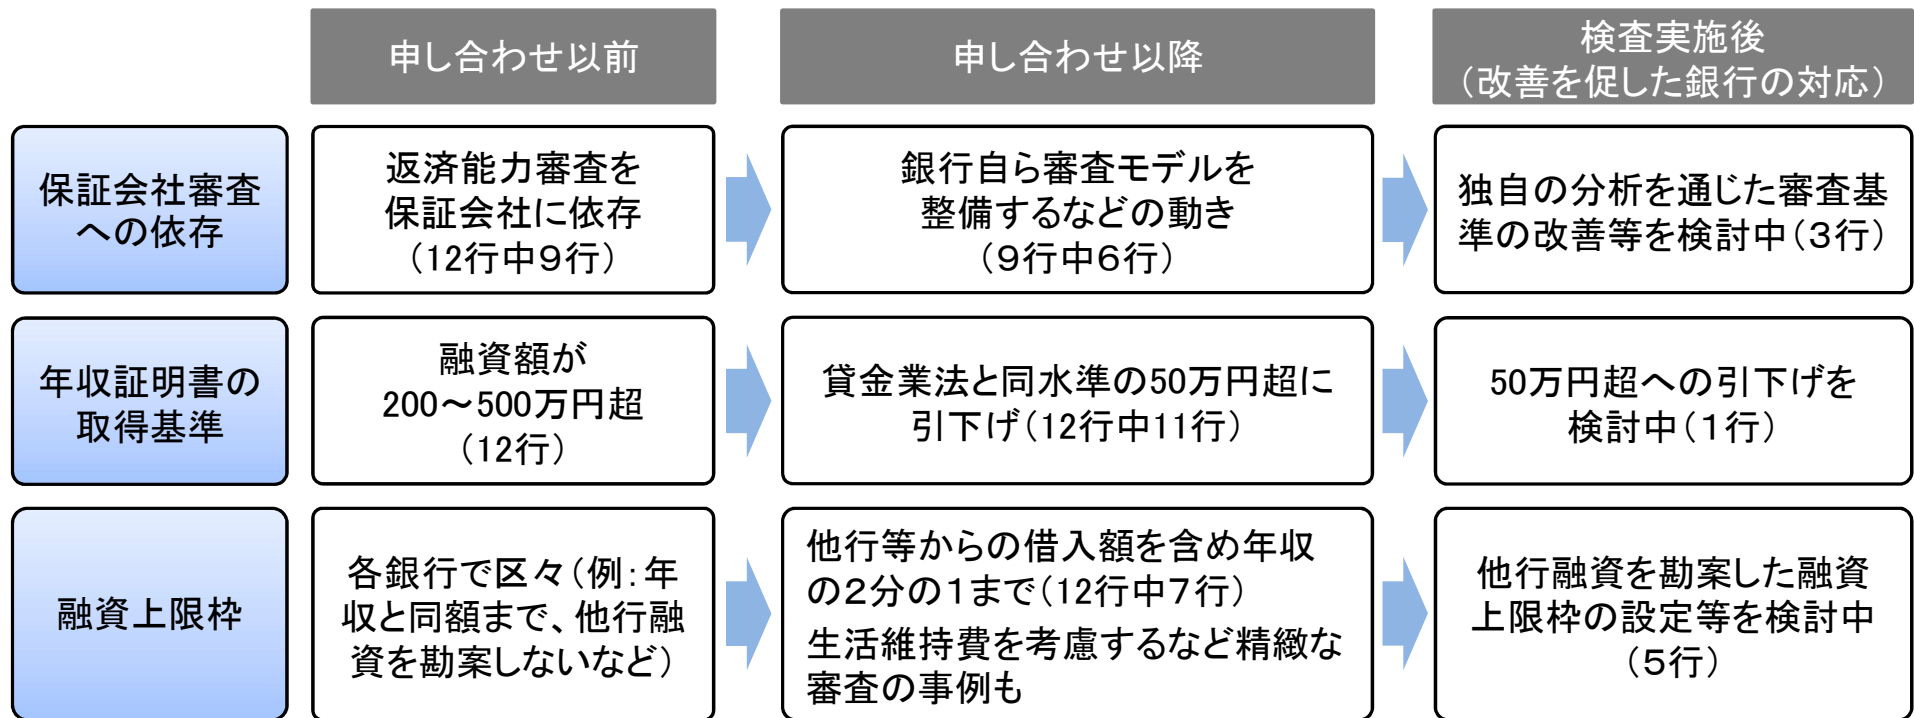 申し合わせ以前
申し合わせ以降
検査実施後
（改善を促した銀行の対応）
保証会社審査
への依存
返済能力審査を
保証会社に依存
（12行中９行）
銀行自ら審査モデルを
整備するなどの動き
（９行中６行）
独自の分析を通じた審査基
準の改善等を検討中（３行）
年収証明書の
取得基準
融資額が
200～500万円超
（12行）
貸金業法と同水準の50万円超に
引下げ（12行中11行）
50万円超への引下げを
検討中（１行）
融資上限枠
各銀行で区々（例：年
収と同額まで、他行融
資を勘案しないなど）
他行等からの借入額を含め年収
の２分の１まで（12行中７行）
生活維持費を考慮するなど精緻な
審査の事例も
他行融資を勘案した融資
上限枠の設定等を検討中
（５行）